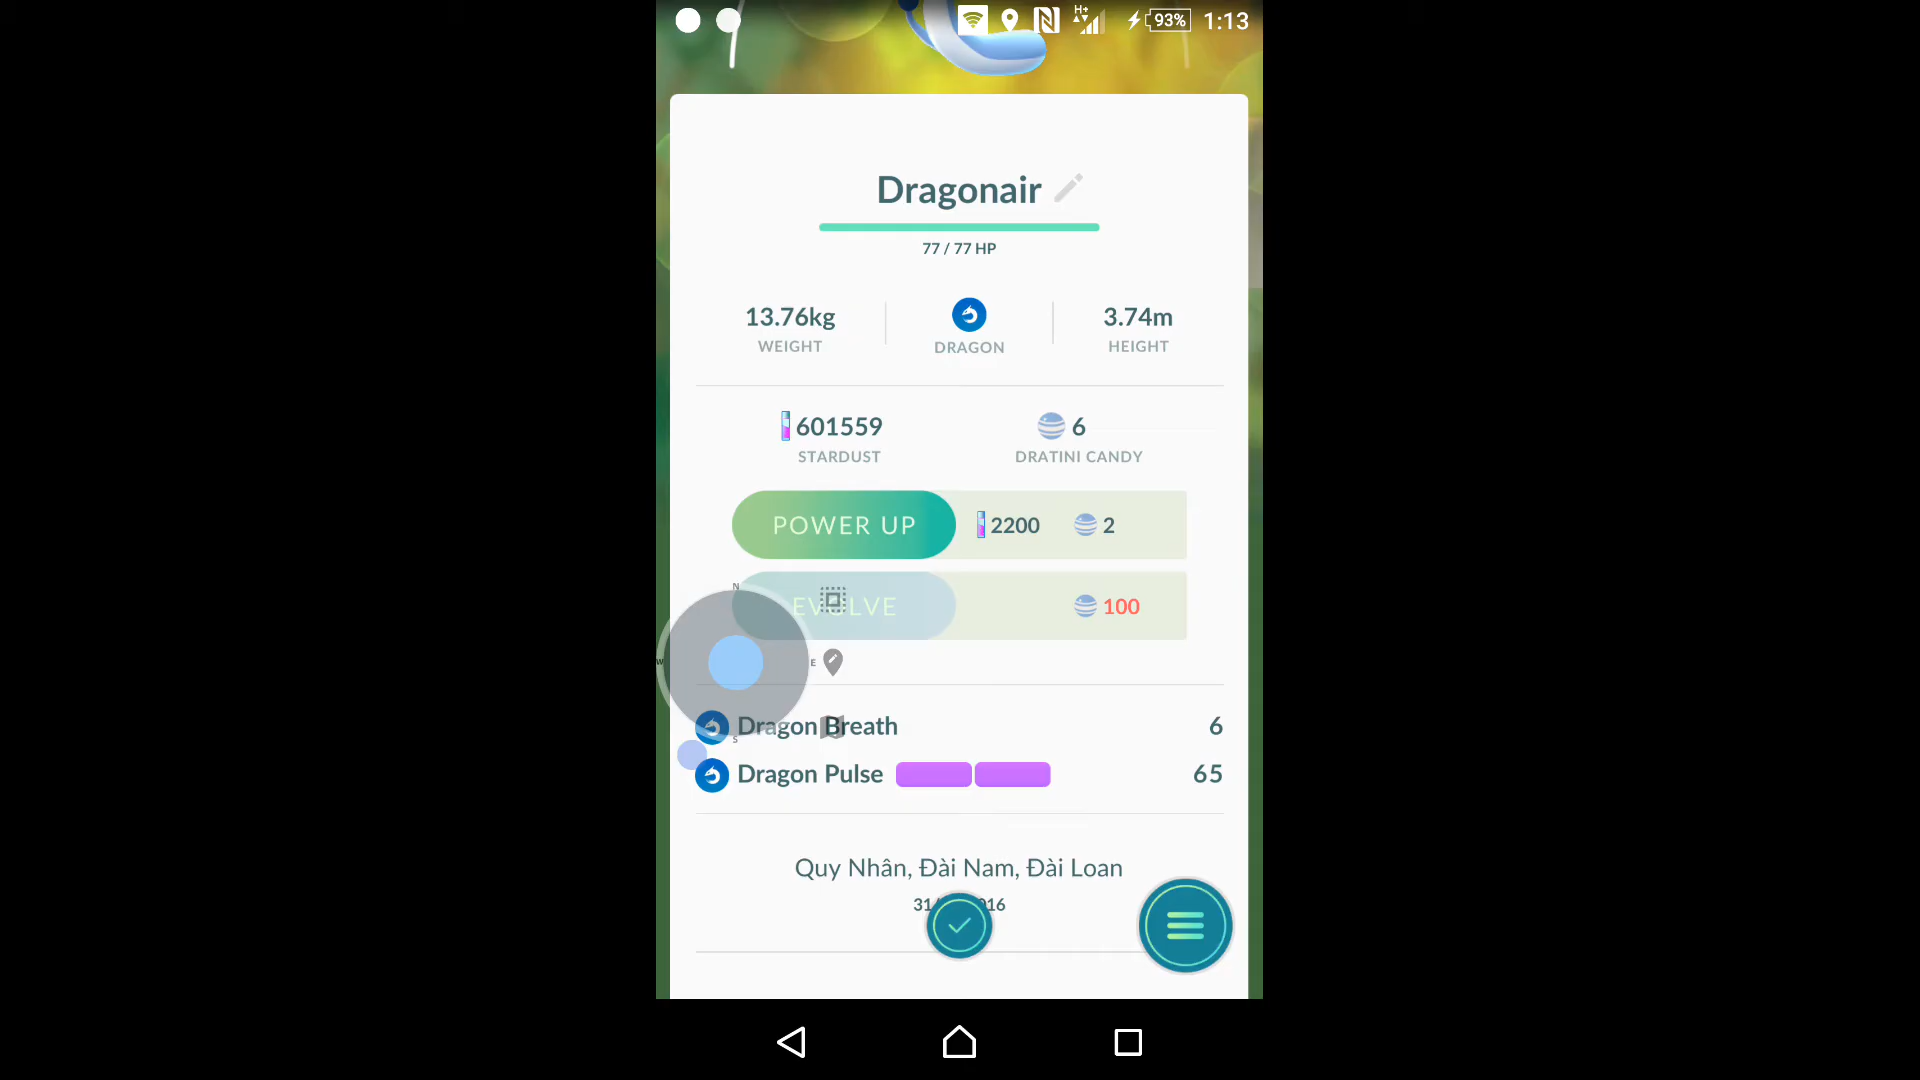 93% 1:13
H+
Dragonair
77 / 77 HP
13.76kg
WEIGHT
DRAGON
3.74m
HEIGHT
601559
STARDUST
6
DRATINI CANDY
POWER UP 2200 2
EVOLVE 100
N
W E
S
Dragon Breath 6
Dragon Pulse 65
Quy Nhân, Đài Nam, Đài Loan